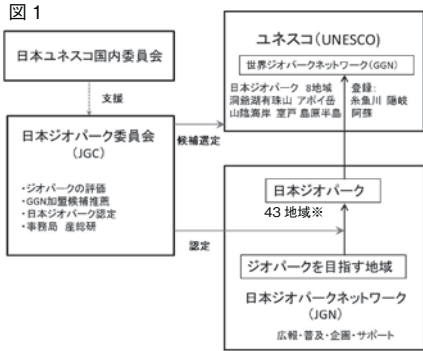 図 1
日本ユネスコ国内委員会
支援
日本ジオパーク委員会
(JGC)
・ジオパークの評価
・GGN加盟候補推薦
・日本ジオパーク認定
・事務局 産総研
候補選定
認定
ユネスコ(UNESCO)
世界ジオパークネットワーク(GGN)
日本ジオパーク 8地域
洞爺湖有珠山 アポイ岳
山陰海岸 室戸 島原半島
登録:
糸魚川 隠岐
阿蘇
日本ジオパーク
43 地域※
ジオパークを目指す地域
日本ジオパークネットワーク
(JGN)
広報・普及・企画・サポート